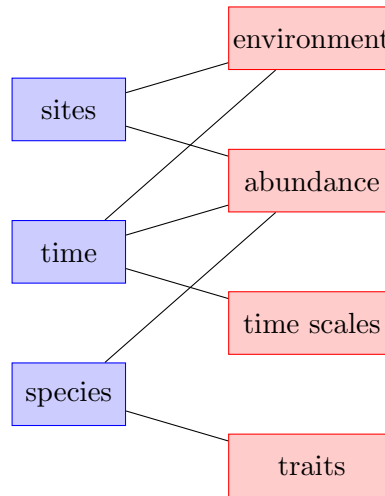 environment
sites
abundance
time
time scales
species
traits